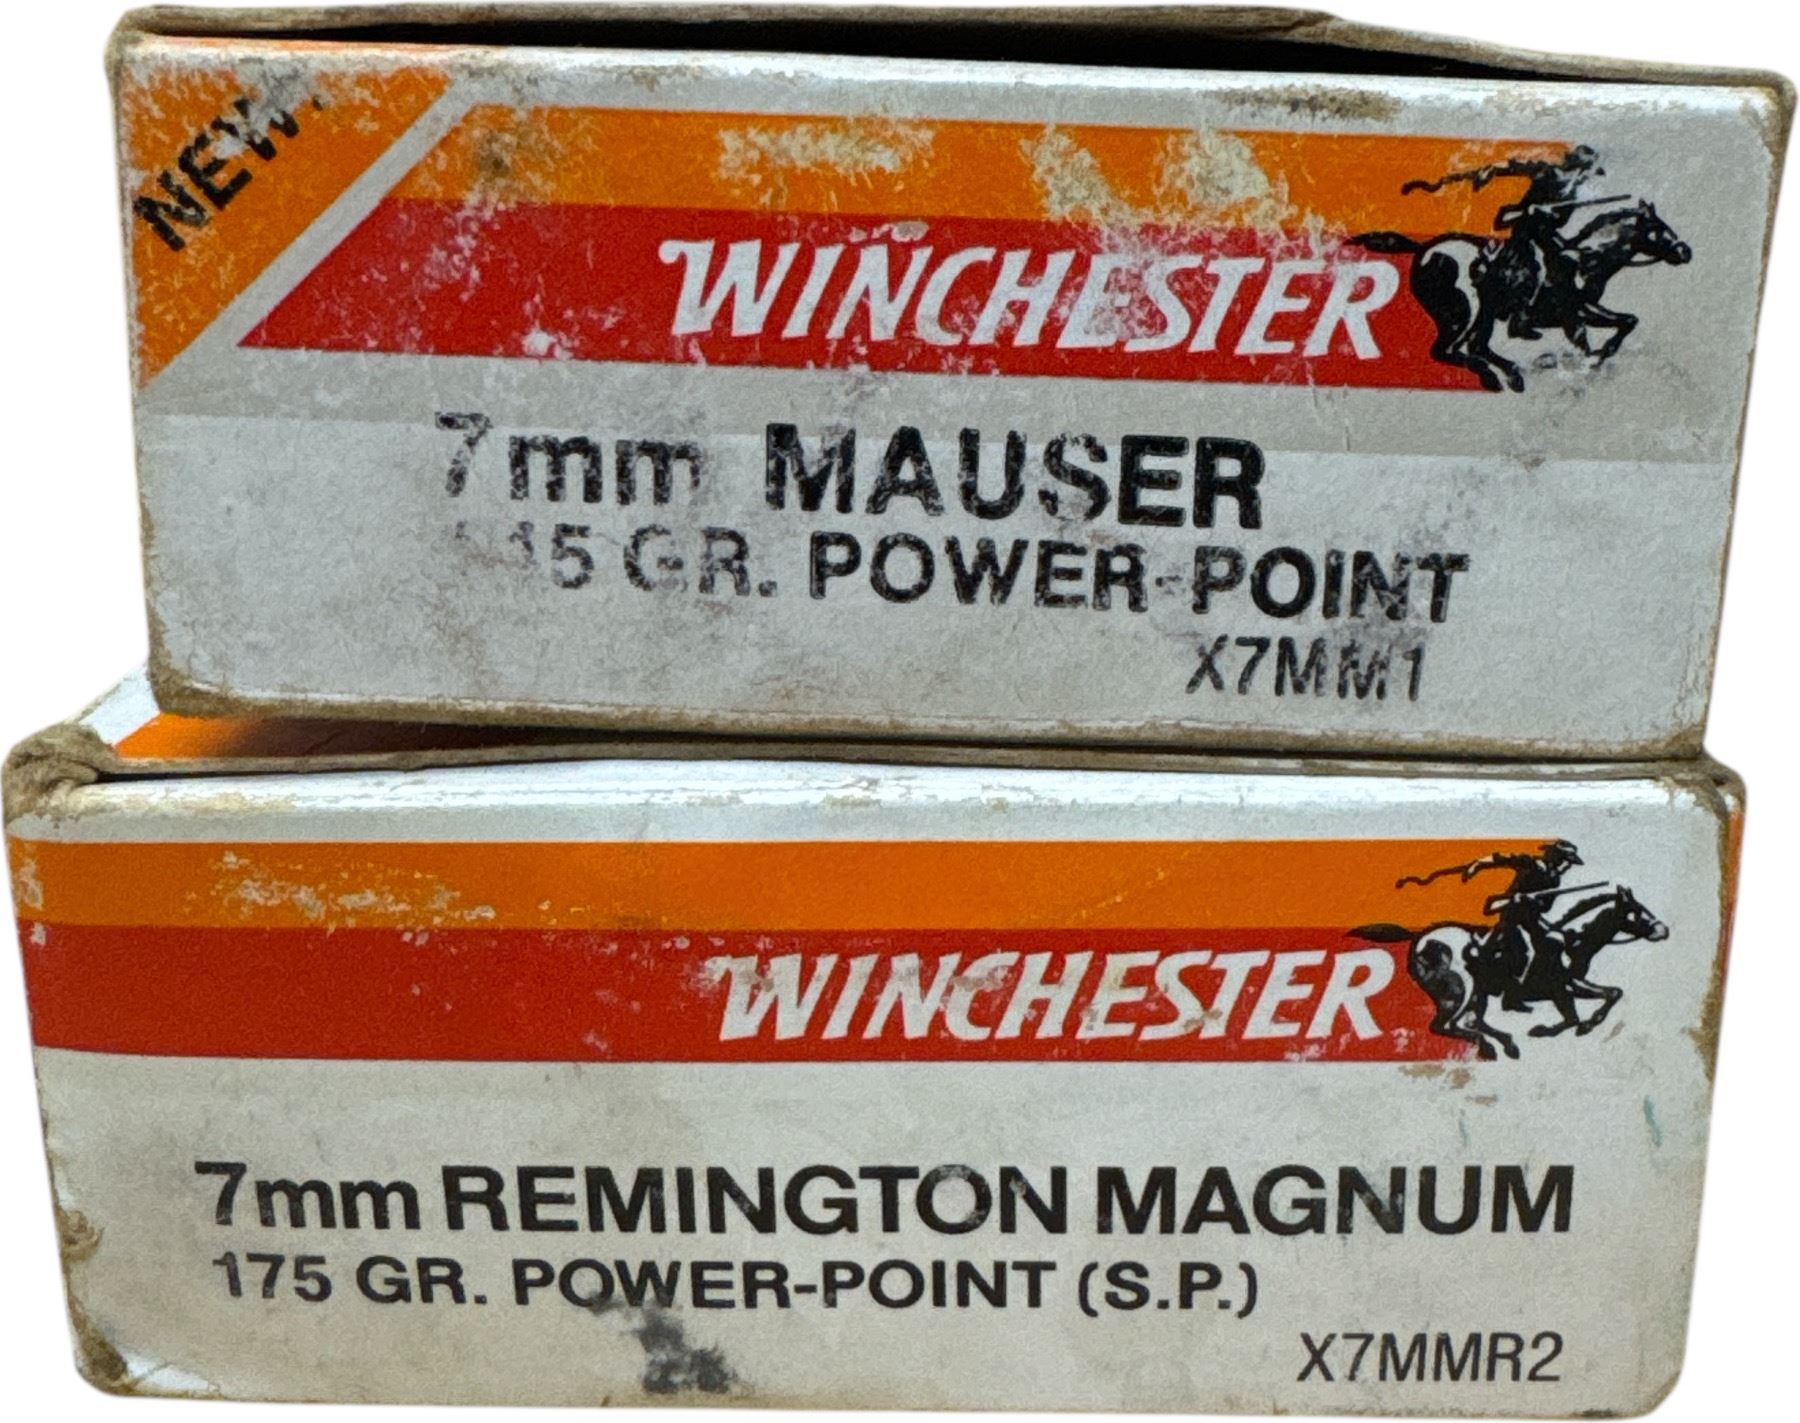 NEW!
WINCHESTER
7mm MAUSER
GR. POWER-POINT
X7MM1
WINCHESTER
7mm REMINGTON MAGNUM
175 GR. POWER-POINT (S.P.)
X7MMR2